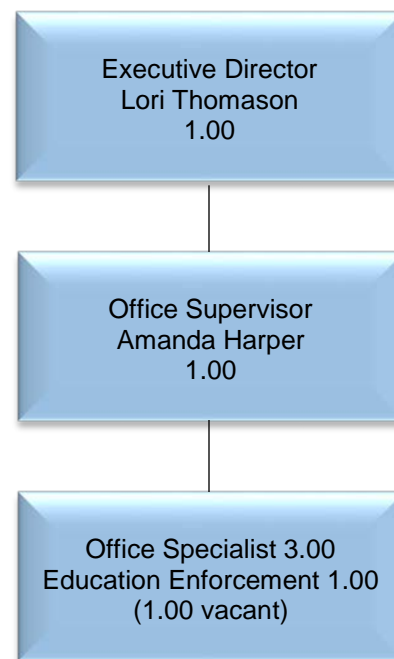 Executive Director
Lori Thomason
1.00
Office Supervisor
Amanda Harper
1.00
Office Specialist 3.00
Education Enforcement 1.00
(1.00 vacant)